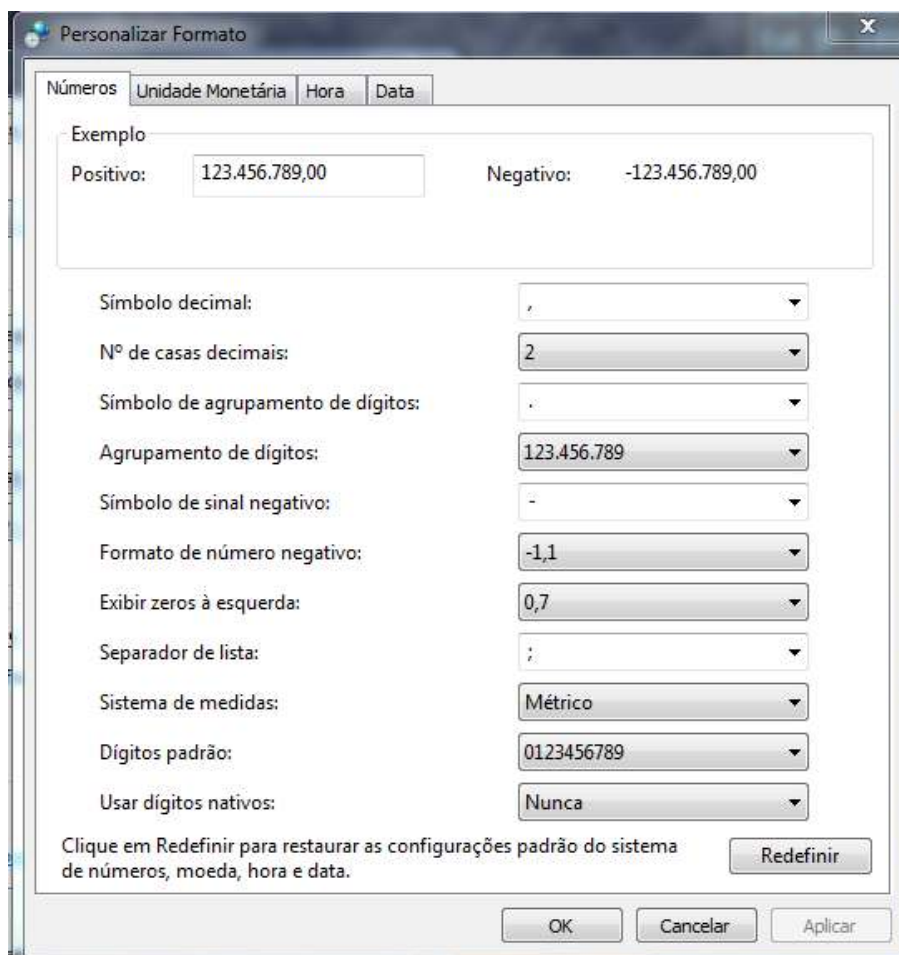 Personalizar Formato
x
Números Unidade Monetária Hora Data
Exemplo
Positivo: 123.456.789,00 Negativo: -123.456.789,00
Símbolo decimal: ,
Nº de casas decimais: 2
Símbolo de agrupamento de dígitos: .
Agrupamento de dígitos: 123.456.789
Símbolo de sinal negativo: -
Formato de número negativo: -1,1
Exibir zeros à esquerda: 0,7
Separador de lista: ;
Sistema de medidas: Métrico
Dígitos padrão: 0123456789
Usar dígitos nativos: Nunca
Clique em Redefinir para restaurar as configurações padrão do sistema
de números, moeda, hora e data.
Redefinir
OK Cancelar Aplicar